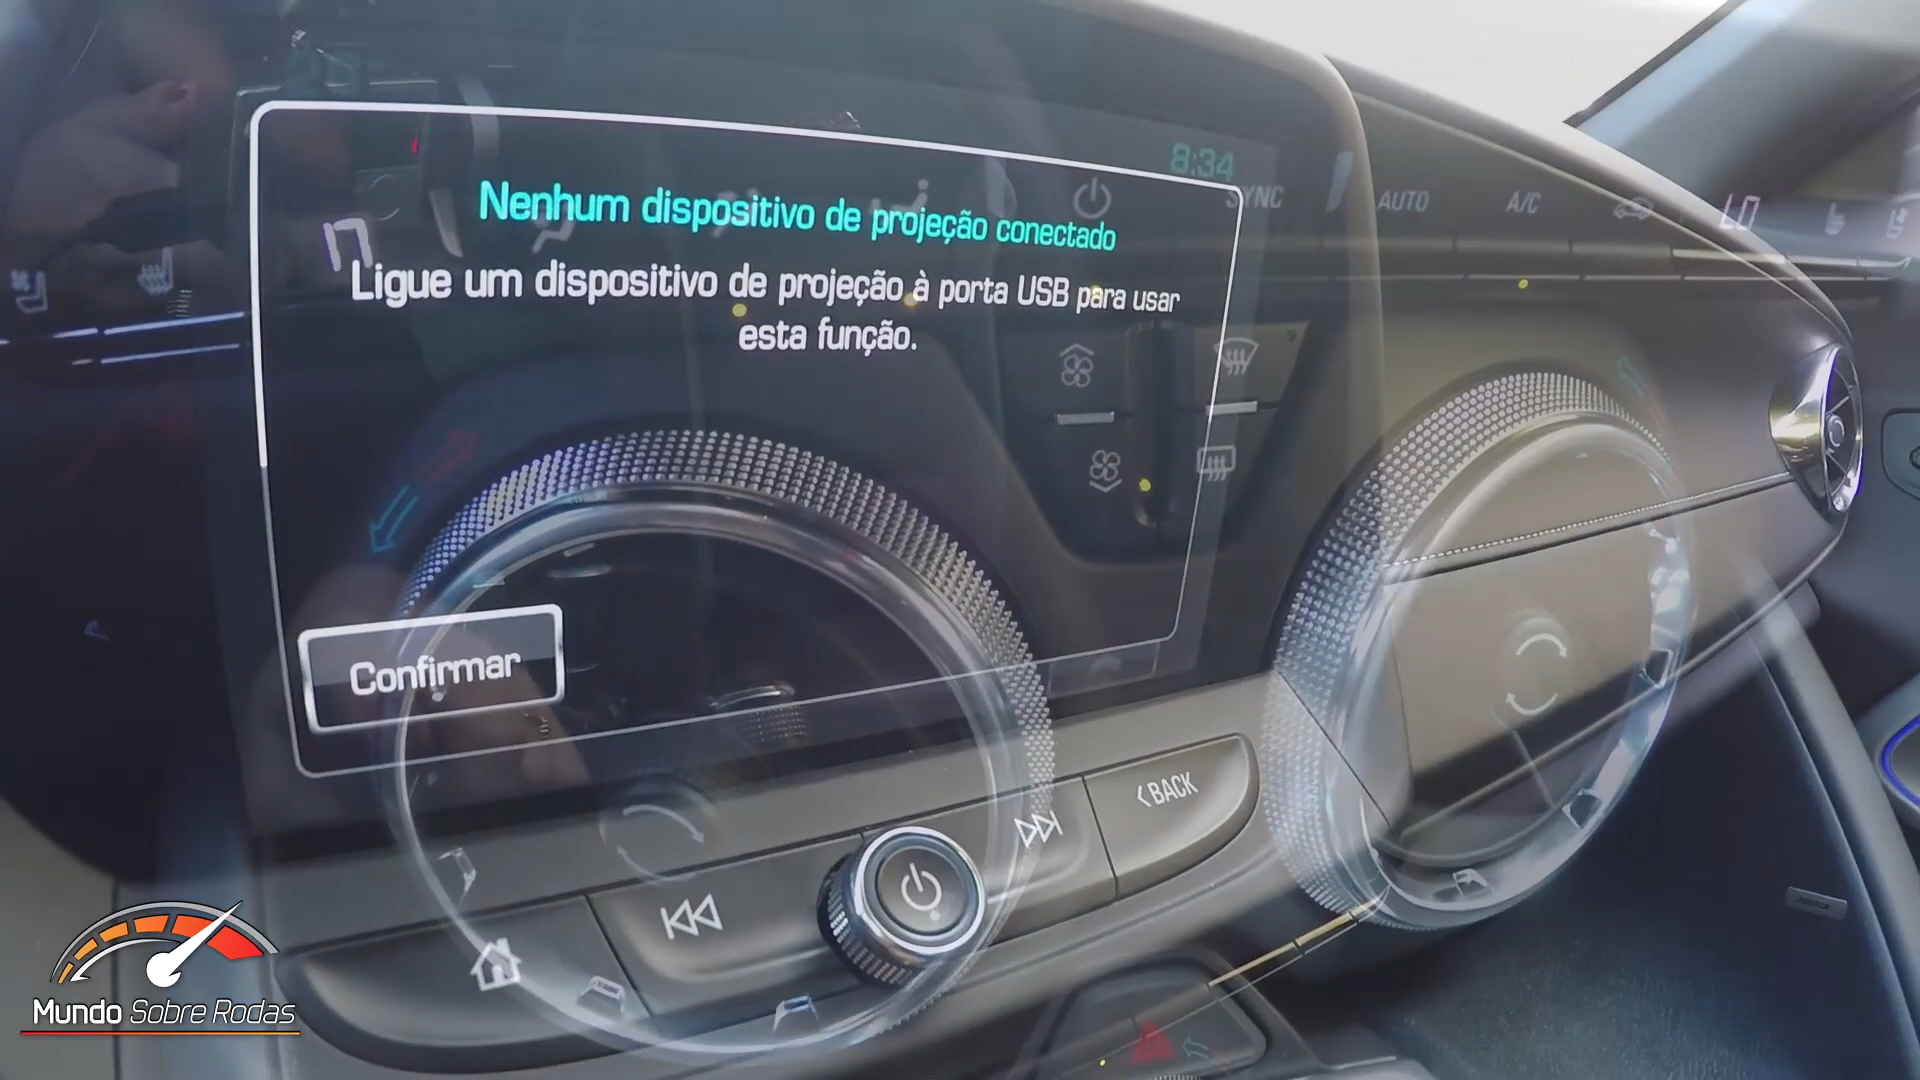 8:34
SYNC
AUTO
A/C
LO
Nenhum dispositivo de projeção conectado
Ligue um dispositivo de projeção à porta USB para usar
esta função.
Confirmar
<BACK
Mundo Sobre Rodas